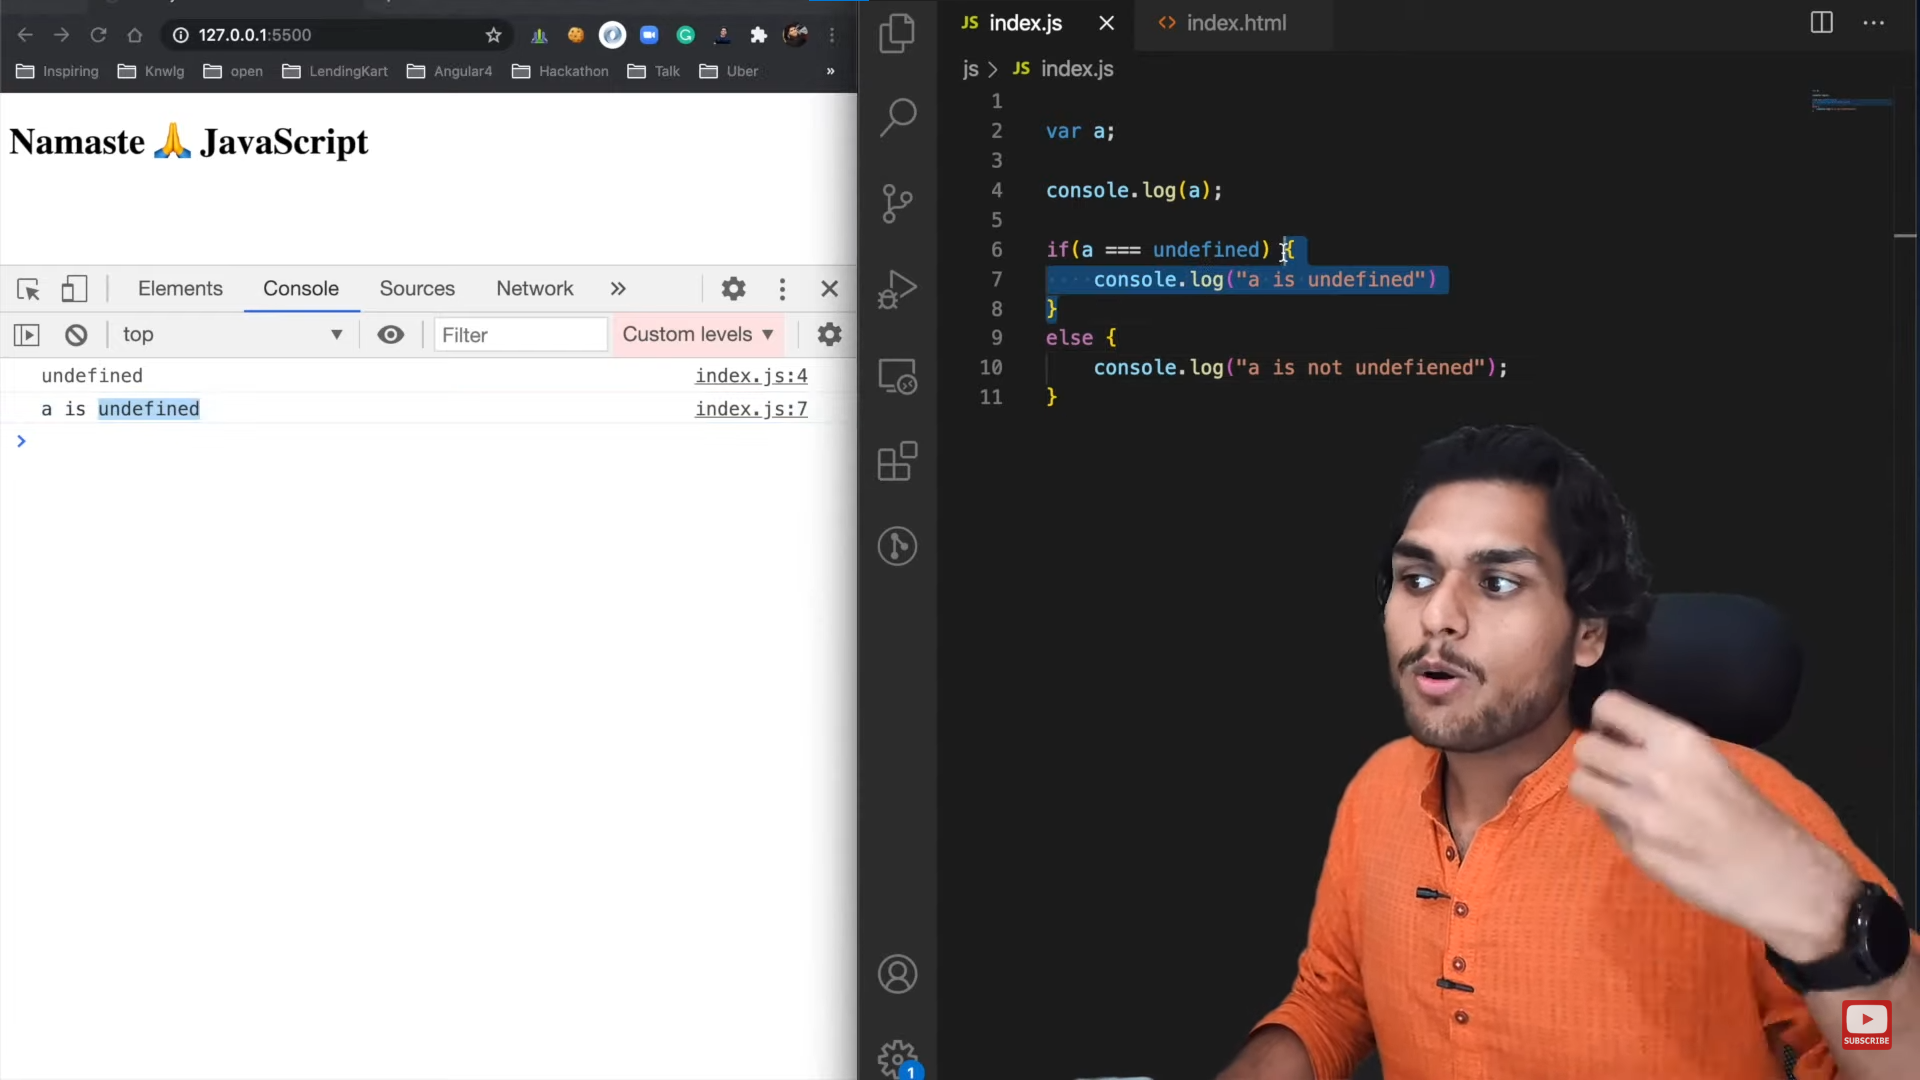 127.0.0.1:5500
Inspiring Knwlg open LendingKart Angular4 Hackathon Talk Uber »
Namaste 🙏 JavaScript
Elements Console Sources Network »
top Filter Custom levels
undefined index.js:4
a is undefined index.js:7
JS index.js index.html
js > JS index.js
1
2 var a;
3
4 console.log(a);
5
6 if(a === undefined) {
7 console.log("a is undefined")
8 }
9 else {
10 console.log("a is not undefiened");
11 }
1
SUBSCRIBE